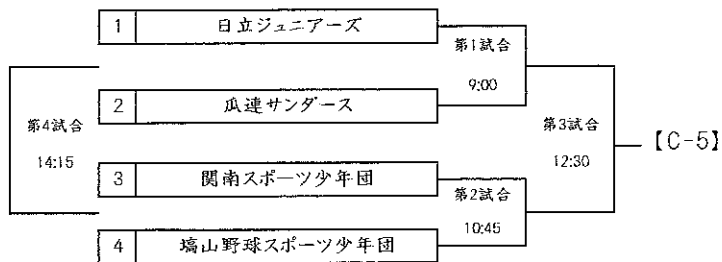 1 日立ジュニアーズ
第1試合
9:00
2 瓜連サンダース
第4試合
14:15
第3試合
12:30
【C-5】
3 関南スポーツ少年団
第2試合
10:45
4 塙山野球スポーツ少年団